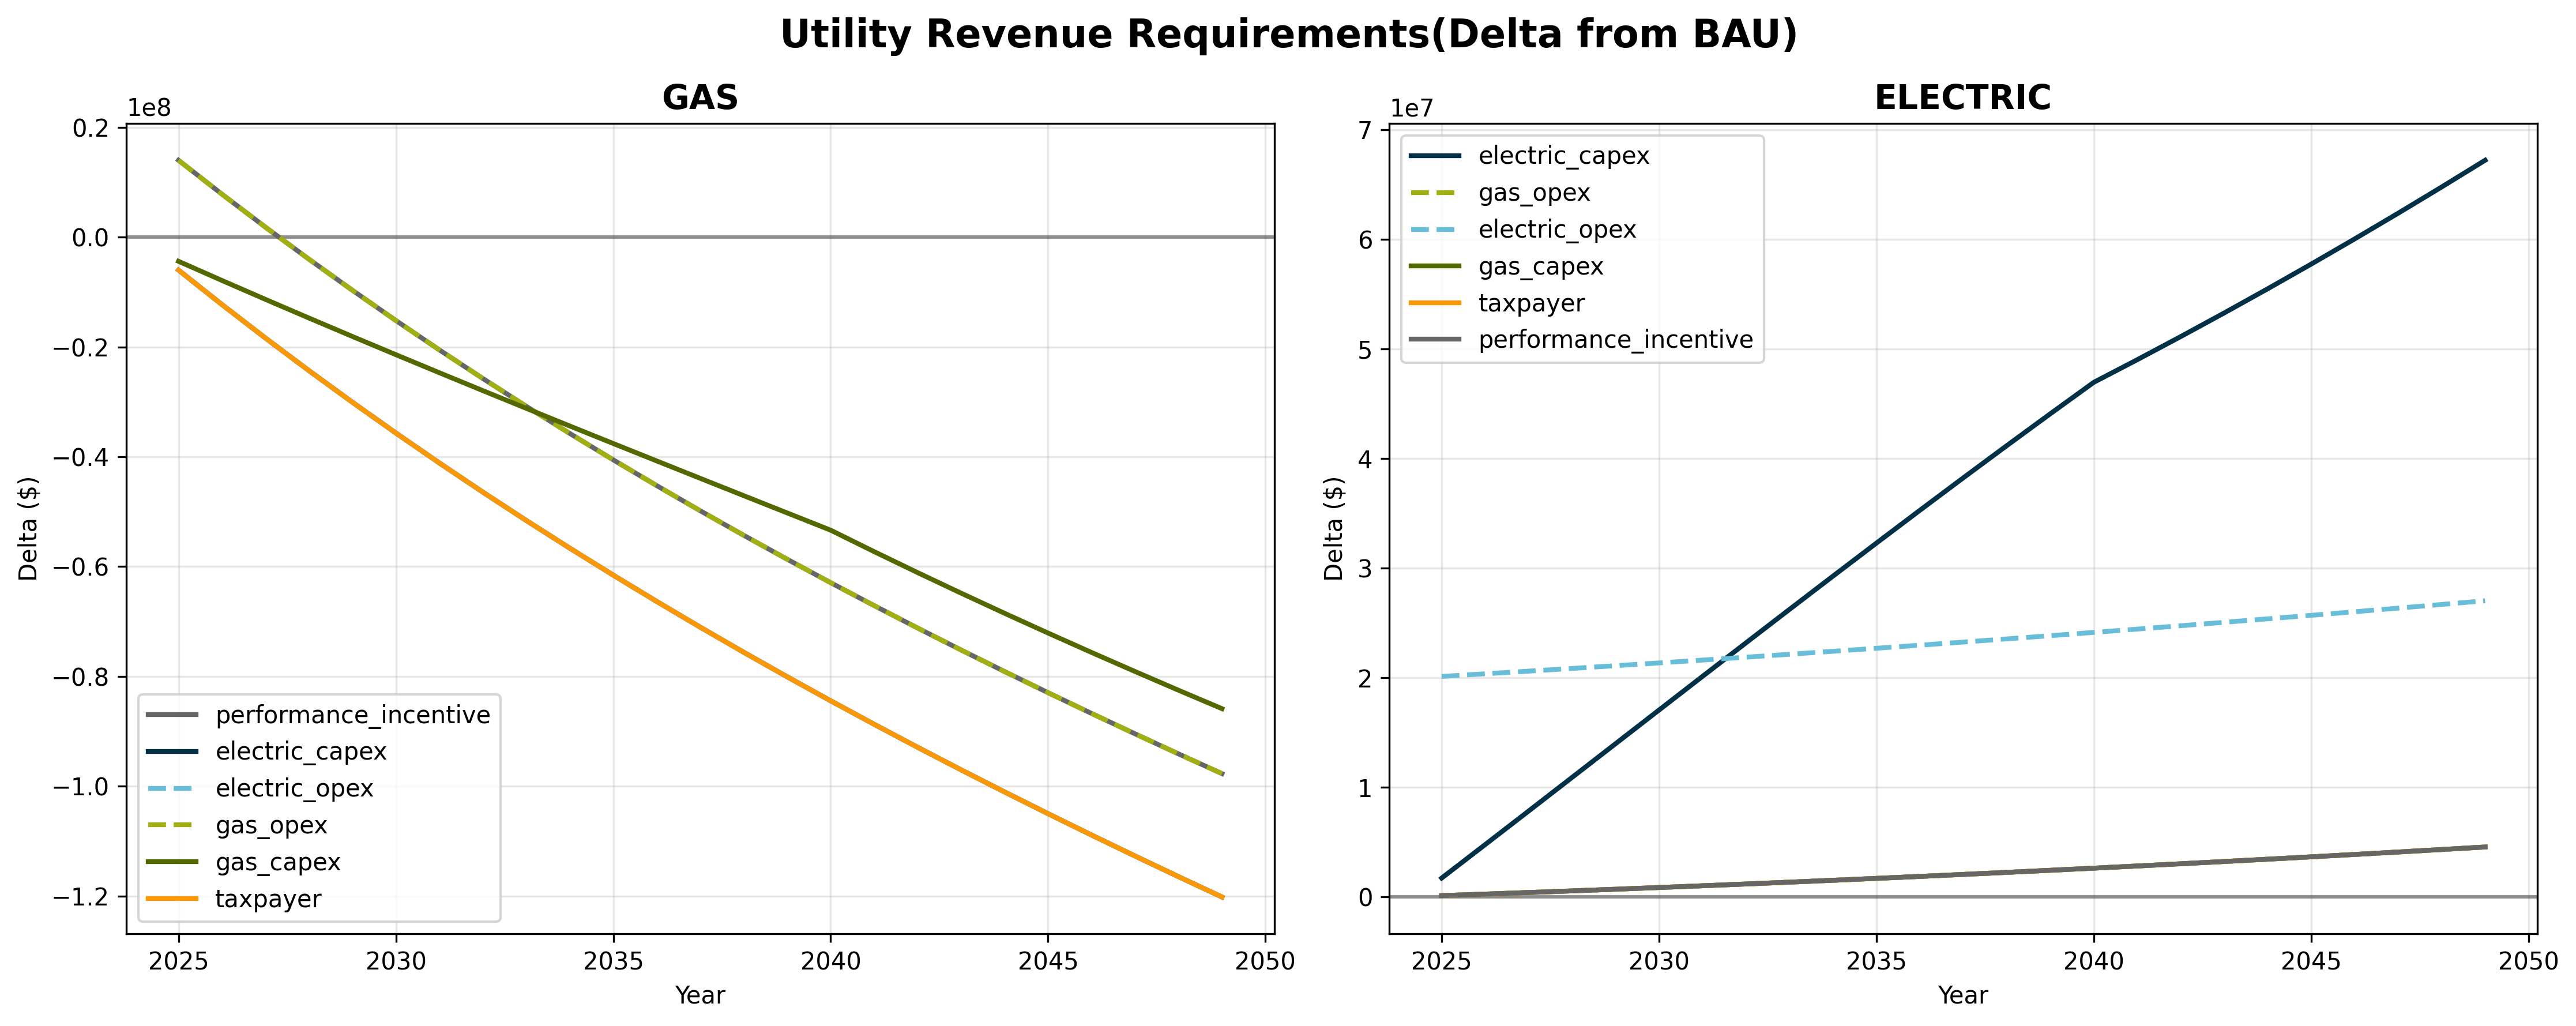 Utility Revenue Requirements(Delta from BAU)
GAS
1e8
0.2
0.0
−0.2
−0.4
−0.6
−0.8
−1.0
−1.2
Delta ($)
performance_incentive
electric_capex
electric_opex
gas_opex
gas_capex
taxpayer
2025 2030 2035 2040 2045 2050
Year
ELECTRIC
1e7
7
6
5
4
3
2
1
0
Delta ($)
electric_capex
gas_opex
electric_opex
gas_capex
taxpayer
performance_incentive
2025 2030 2035 2040 2045 2050
Year